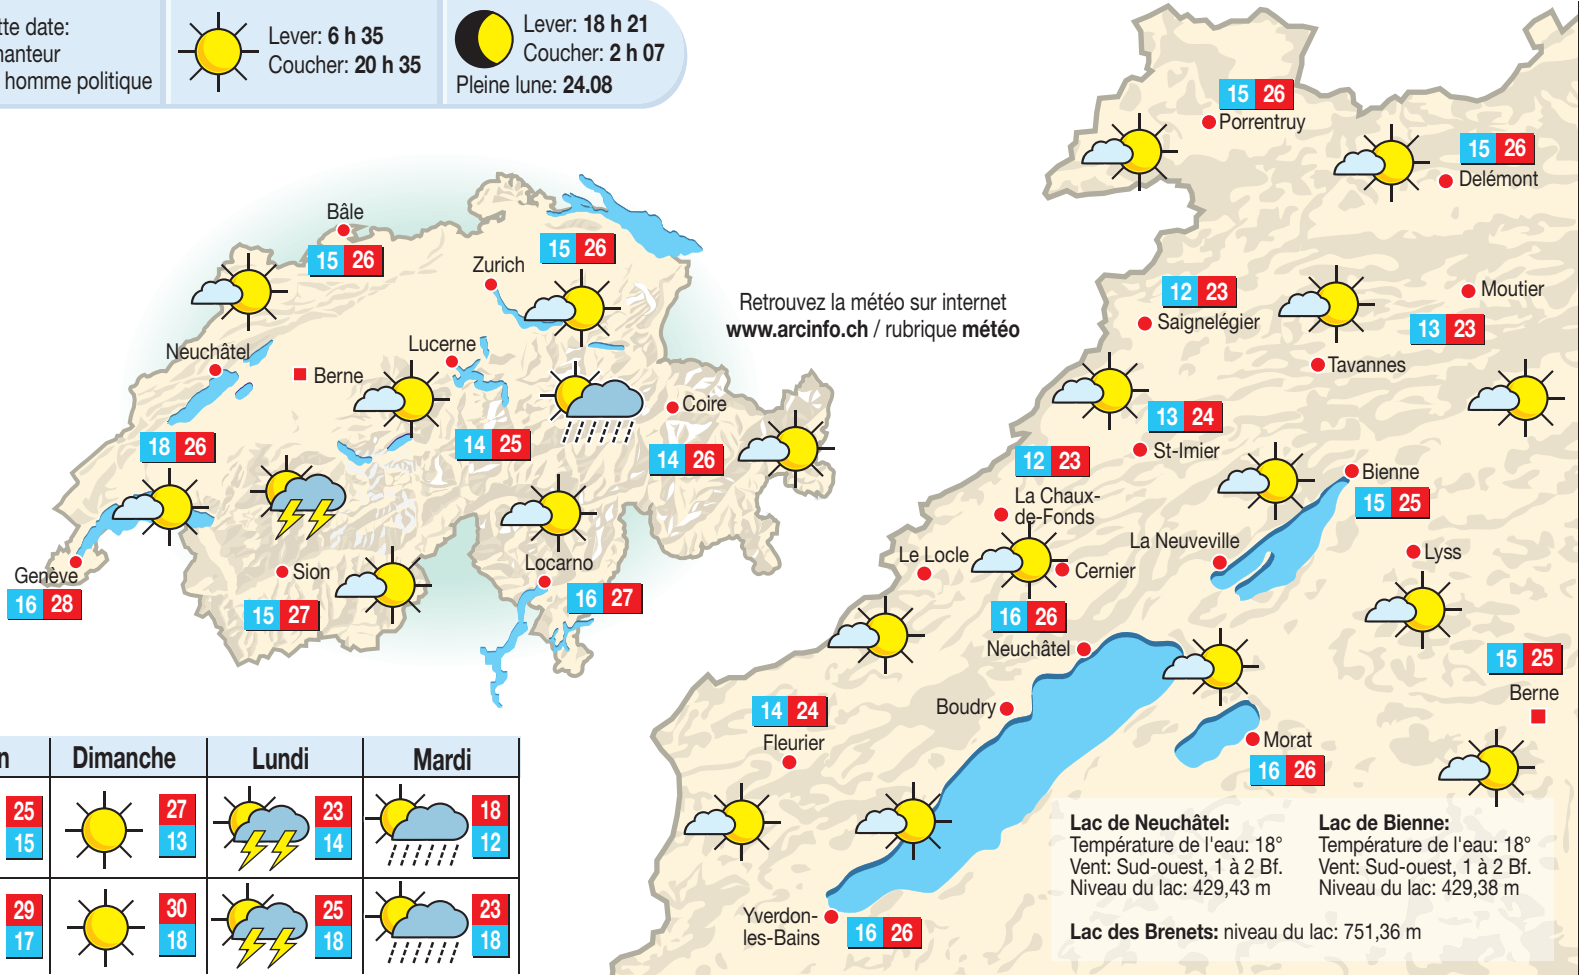 tte date:
hanteur
homme politique
Lever: 6 h 35
Coucher: 20 h 35
Lever: 18 h 21
Coucher: 2 h 07
Pleine lune: 24.08
Bâle
15 26
Zurich
15 26
Neuchâtel
Lucerne
Berne
Coire
18 26
14 25
14 26
Genève
16 28
Sion
15 27
Locarno
16 27
Retrouvez la météo sur internet
www.arcinfo.ch / rubrique météo
15 26
Porrentruy
15 26
Delémont
12 23
Saignelégier
Moutier
13 23
Tavannes
13 24
St-Imier
12 23
La Chaux-
de-Fonds
Bienne
15 25
La Neuveville
Lyss
Le Locle
Cernier
16 26
Neuchâtel
15 25
Berne
Boudry
14 24
Fleurier
Morat
16 26
Yverdon-
les-Bains
16 26
Lac de Neuchâtel:
Température de l'eau: 18°
Vent: Sud-ouest, 1 à 2 Bf.
Niveau du lac: 429,43 m
Lac de Bienne:
Température de l'eau: 18°
Vent: Sud-ouest, 1 à 2 Bf.
Niveau du lac: 429,38 m
Lac des Brenets: niveau du lac: 751,36 m
n Dimanche Lundi Mardi
25 27 23 18
15 13 14 12
29 30 25 23
17 18 18 18